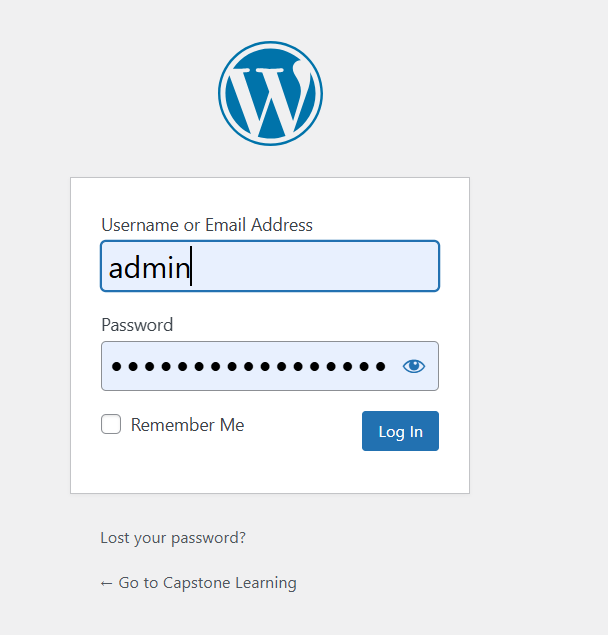 Username or Email Address
admin
Password
Remember Me
Log In
Lost your password?
← Go to Capstone Learning